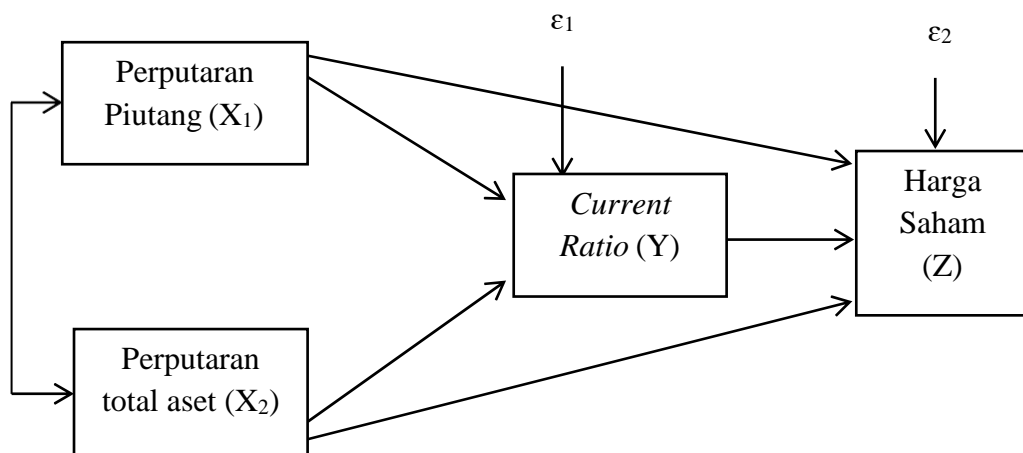 ε1
ε2
Perputaran
Piutang (X1)
Current
Ratio (Y)
Harga
Saham
(Z)
Perputaran
total aset (X2)